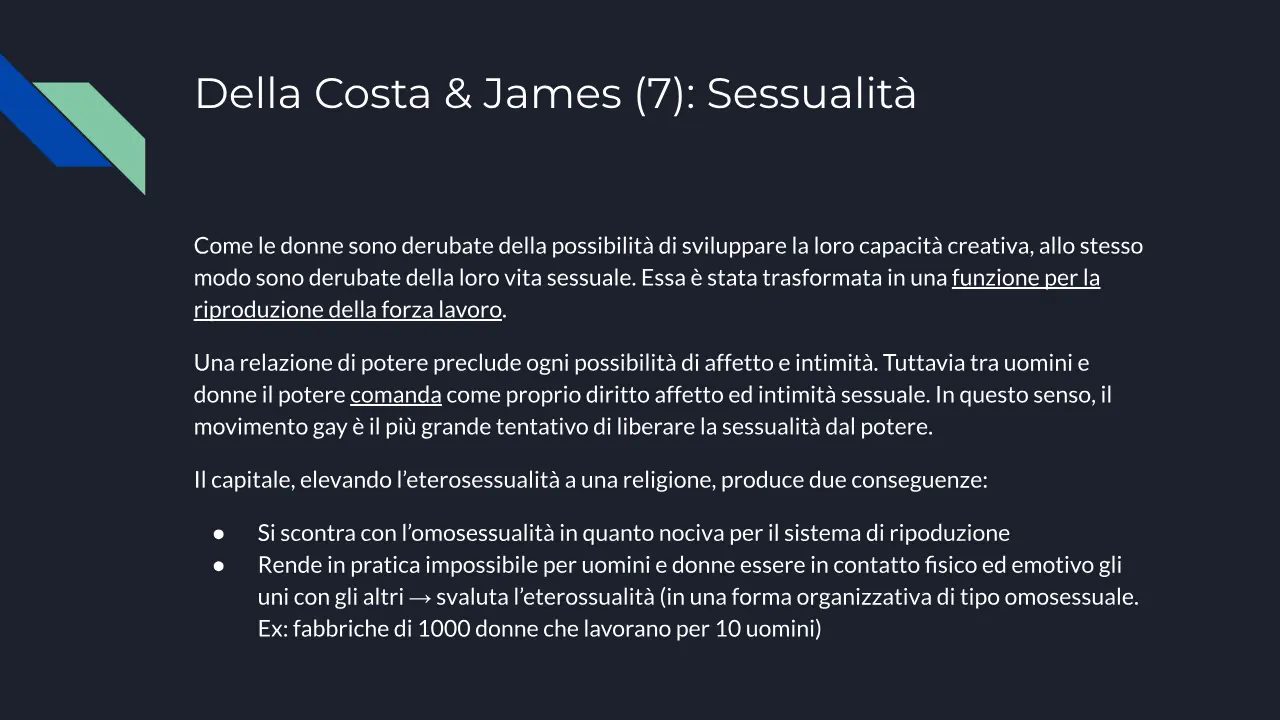 Della Costa & James (7): Sessualità
Come le donne sono derubate della possibilità di sviluppare la loro capacità creativa, allo stesso
modo sono derubate della loro vita sessuale. Essa è stata trasformata in una funzione per la
riproduzione della forza lavoro.
Una relazione di potere preclude ogni possibilità di affetto e intimità. Tuttavia tra uomini e
donne il potere comanda come proprio diritto affetto ed intimità sessuale. In questo senso, il
movimento gay è il più grande tentativo di liberare la sessualità dal potere.
Il capitale, elevando l’eterosessualità a una religione, produce due conseguenze:
● Si scontra con l’omosessualità in quanto nociva per il sistema di ripoduzione
● Rende in pratica impossibile per uomini e donne essere in contatto fisico ed emotivo gli
uni con gli altri → svaluta l’eterossualità (in una forma organizzativa di tipo omosessuale.
Ex: fabbriche di 1000 donne che lavorano per 10 uomini)